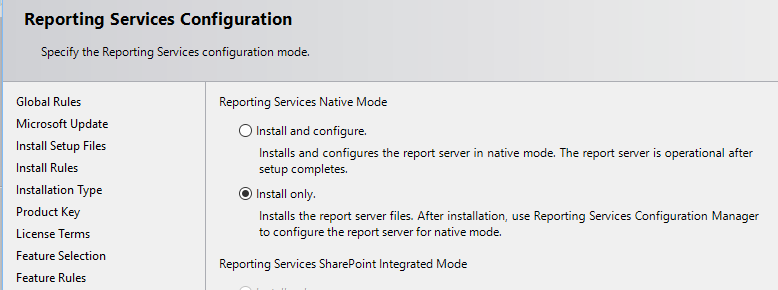 Reporting Services Configuration
Specify the Reporting Services configuration mode.
Global Rules
Microsoft Update
Install Setup Files
Install Rules
Installation Type
Product Key
License Terms
Feature Selection
Feature Rules
Reporting Services Native Mode
Install and configure.
Installs and configures the report server in native mode. The report server is operational after
setup completes.
Install only.
Installs the report server files. After installation, use Reporting Services Configuration Manager
to configure the report server for native mode.
Reporting Services SharePoint Integrated Mode